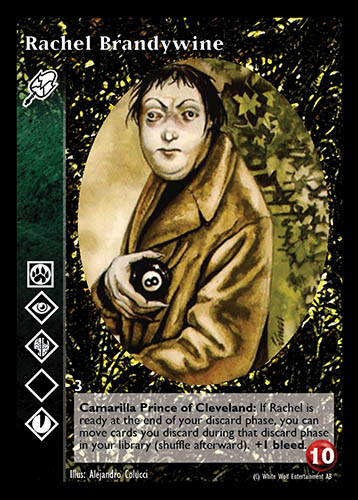 Rachel Brandywine
8
3
Camarilla Prince of Cleveland: If Rachel is
ready at the end of your discard phase, you can
move cards you discard during that discard phase
in your library (shuffle afterward). +1 bleed.
10
Illus: Alejandro Colucci
(C) White Wolf Entertainment AB